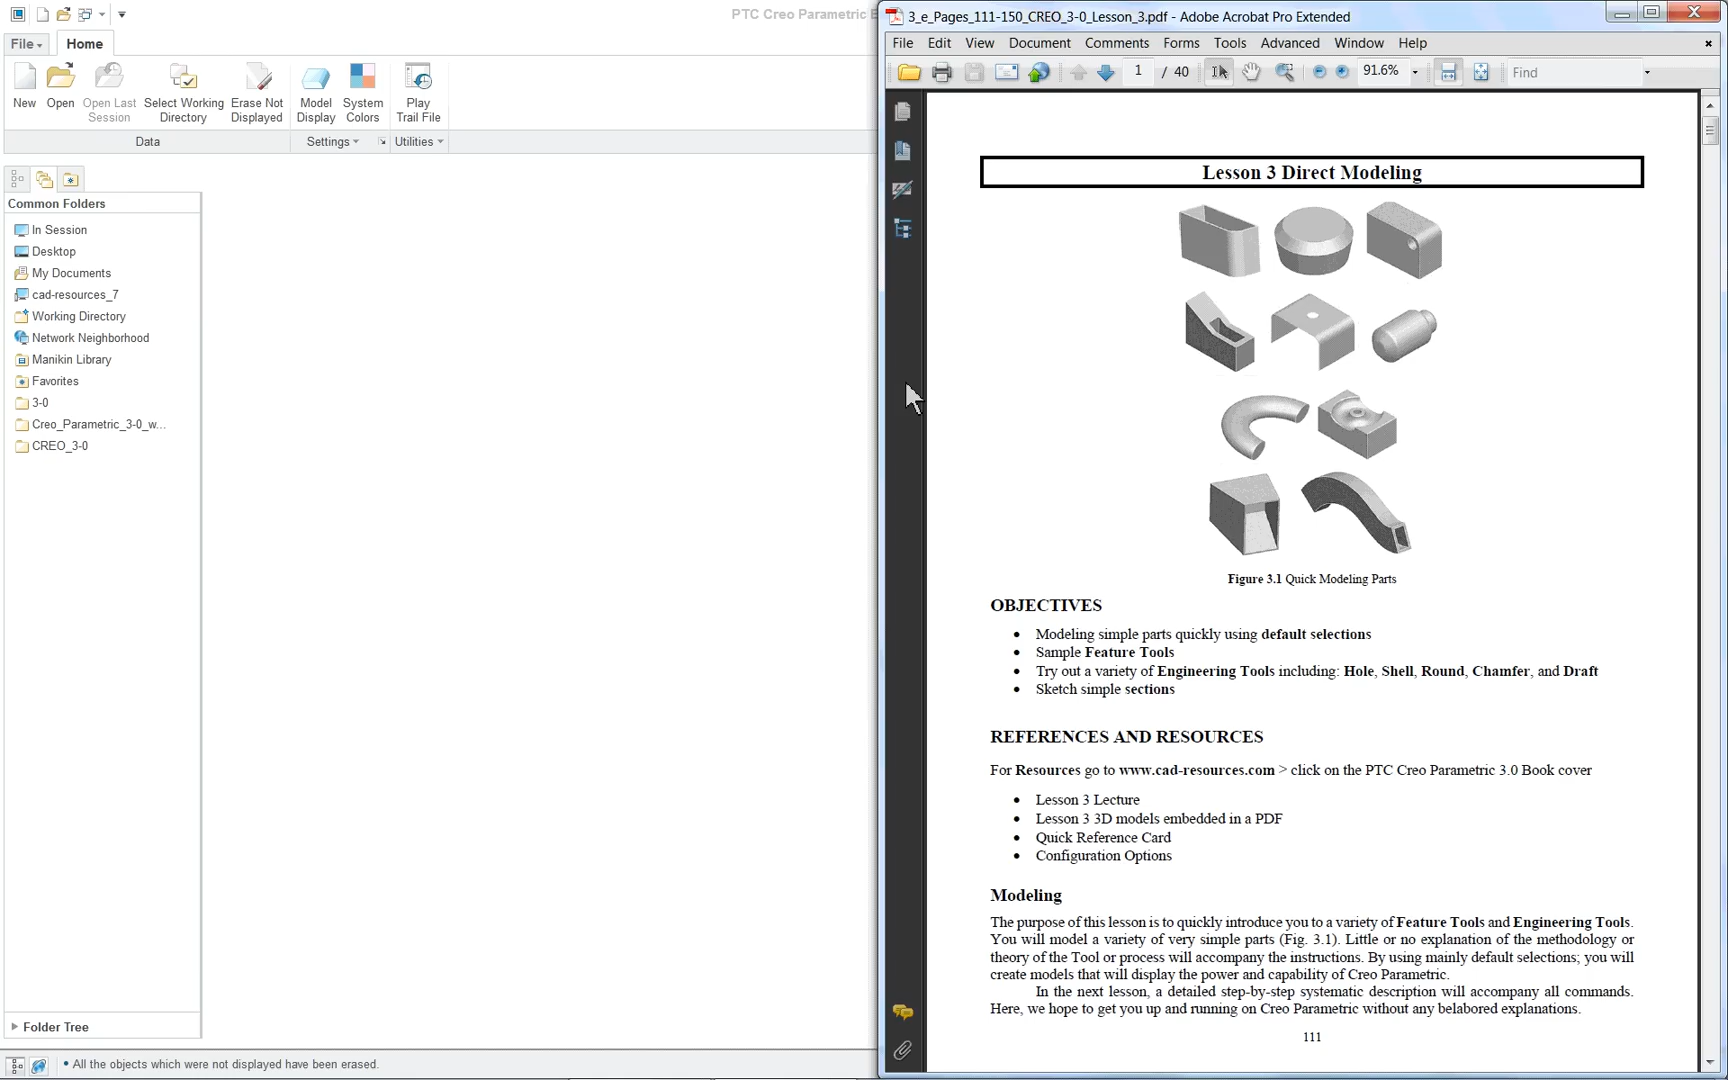 PTC Creo Parametric E
File
Home
New
Open
Open Last
Session
Select Working
Directory
Erase Not
Displayed
Model
Display
System
Colors
Play
Trail File
Data
Settings
Utilities
Common Folders
In Session
Desktop
My Documents
cad-resources_7
Working Directory
Network Neighborhood
Manikin Library
Favorites
3-0
Creo_Parametric_3-0_w...
CREO_3-0
Folder Tree
• All the objects which were not displayed have been erased.
3_e_Pages_111-150_CREO_3-0_Lesson_3.pdf - Adobe Acrobat Pro Extended
File Edit View Document Comments Forms Tools Advanced Window Help
1 / 40 91.6% Find
Lesson 3 Direct Modeling
Figure 3.1 Quick Modeling Parts
OBJECTIVES
• Modeling simple parts quickly using default selections
• Sample Feature Tools
• Try out a variety of Engineering Tools including: Hole, Shell, Round, Chamfer, and Draft
• Sketch simple sections
REFERENCES AND RESOURCES
For Resources go to www.cad-resources.com > click on the PTC Creo Parametric 3.0 Book cover
• Lesson 3 Lecture
• Lesson 3 3D models embedded in a PDF
• Quick Reference Card
• Configuration Options
Modeling
The purpose of this lesson is to quickly introduce you to a variety of Feature Tools and Engineering Tools.
You will model a variety of very simple parts (Fig. 3.1). Little or no explanation of the methodology or
theory of the Tool or process will accompany the instructions. By using mainly default selections; you will
create models that will display the power and capability of Creo Parametric.
In the next lesson, a detailed step-by-step systematic description will accompany all commands.
Here, we hope to get you up and running on Creo Parametric without any belabored explanations.
111